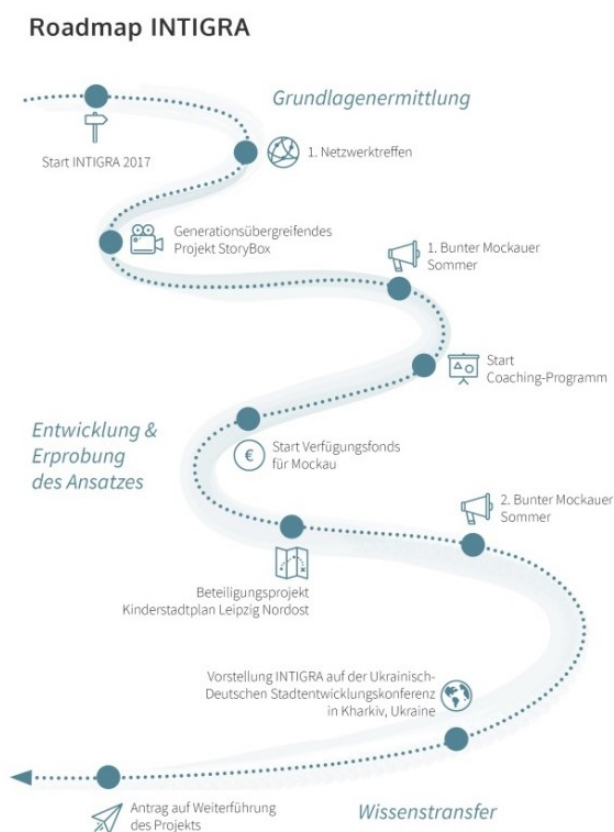 Roadmap INTIGRA
Grundlagenermittlung
Start INTIGRA 2017
1. Netzwerktreffen
Generationsübergreifendes
Projekt StoryBox
1. Bunter Mockauer
Sommer
Start
Coaching-Programm
Entwicklung &
Erprobung
des Ansatzes
€
Start Verfügungsfonds
für Mockau
2. Bunter Mockauer
Sommer
Beteiligungsprojekt
Kinderstadtplan Leipzig Nordost
Vorstellung INTIGRA auf der Ukrainisch-
Deutschen Stadtentwicklungskonferenz
in Kharkiv, Ukraine
Antrag auf Weiterführung
des Projekts
Wissenstransfer